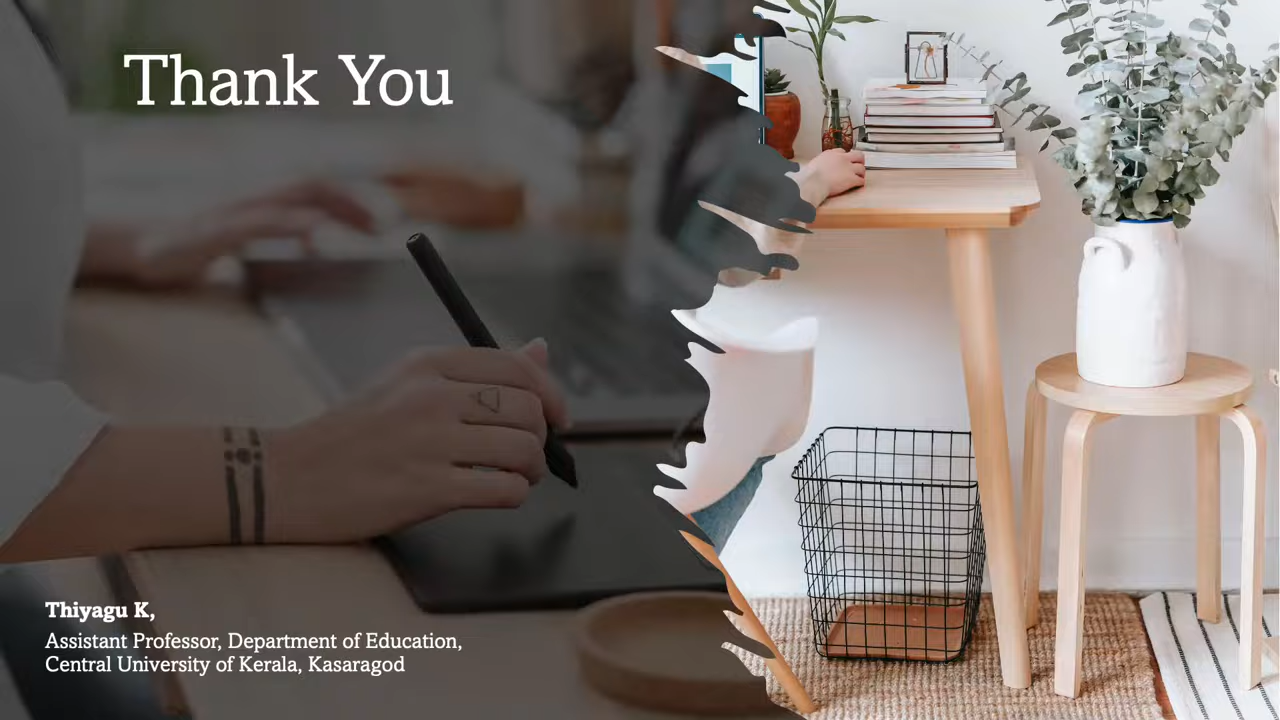 Thank You
Thiyagu K,
Assistant Professor, Department of Education,
Central University of Kerala, Kasaragod